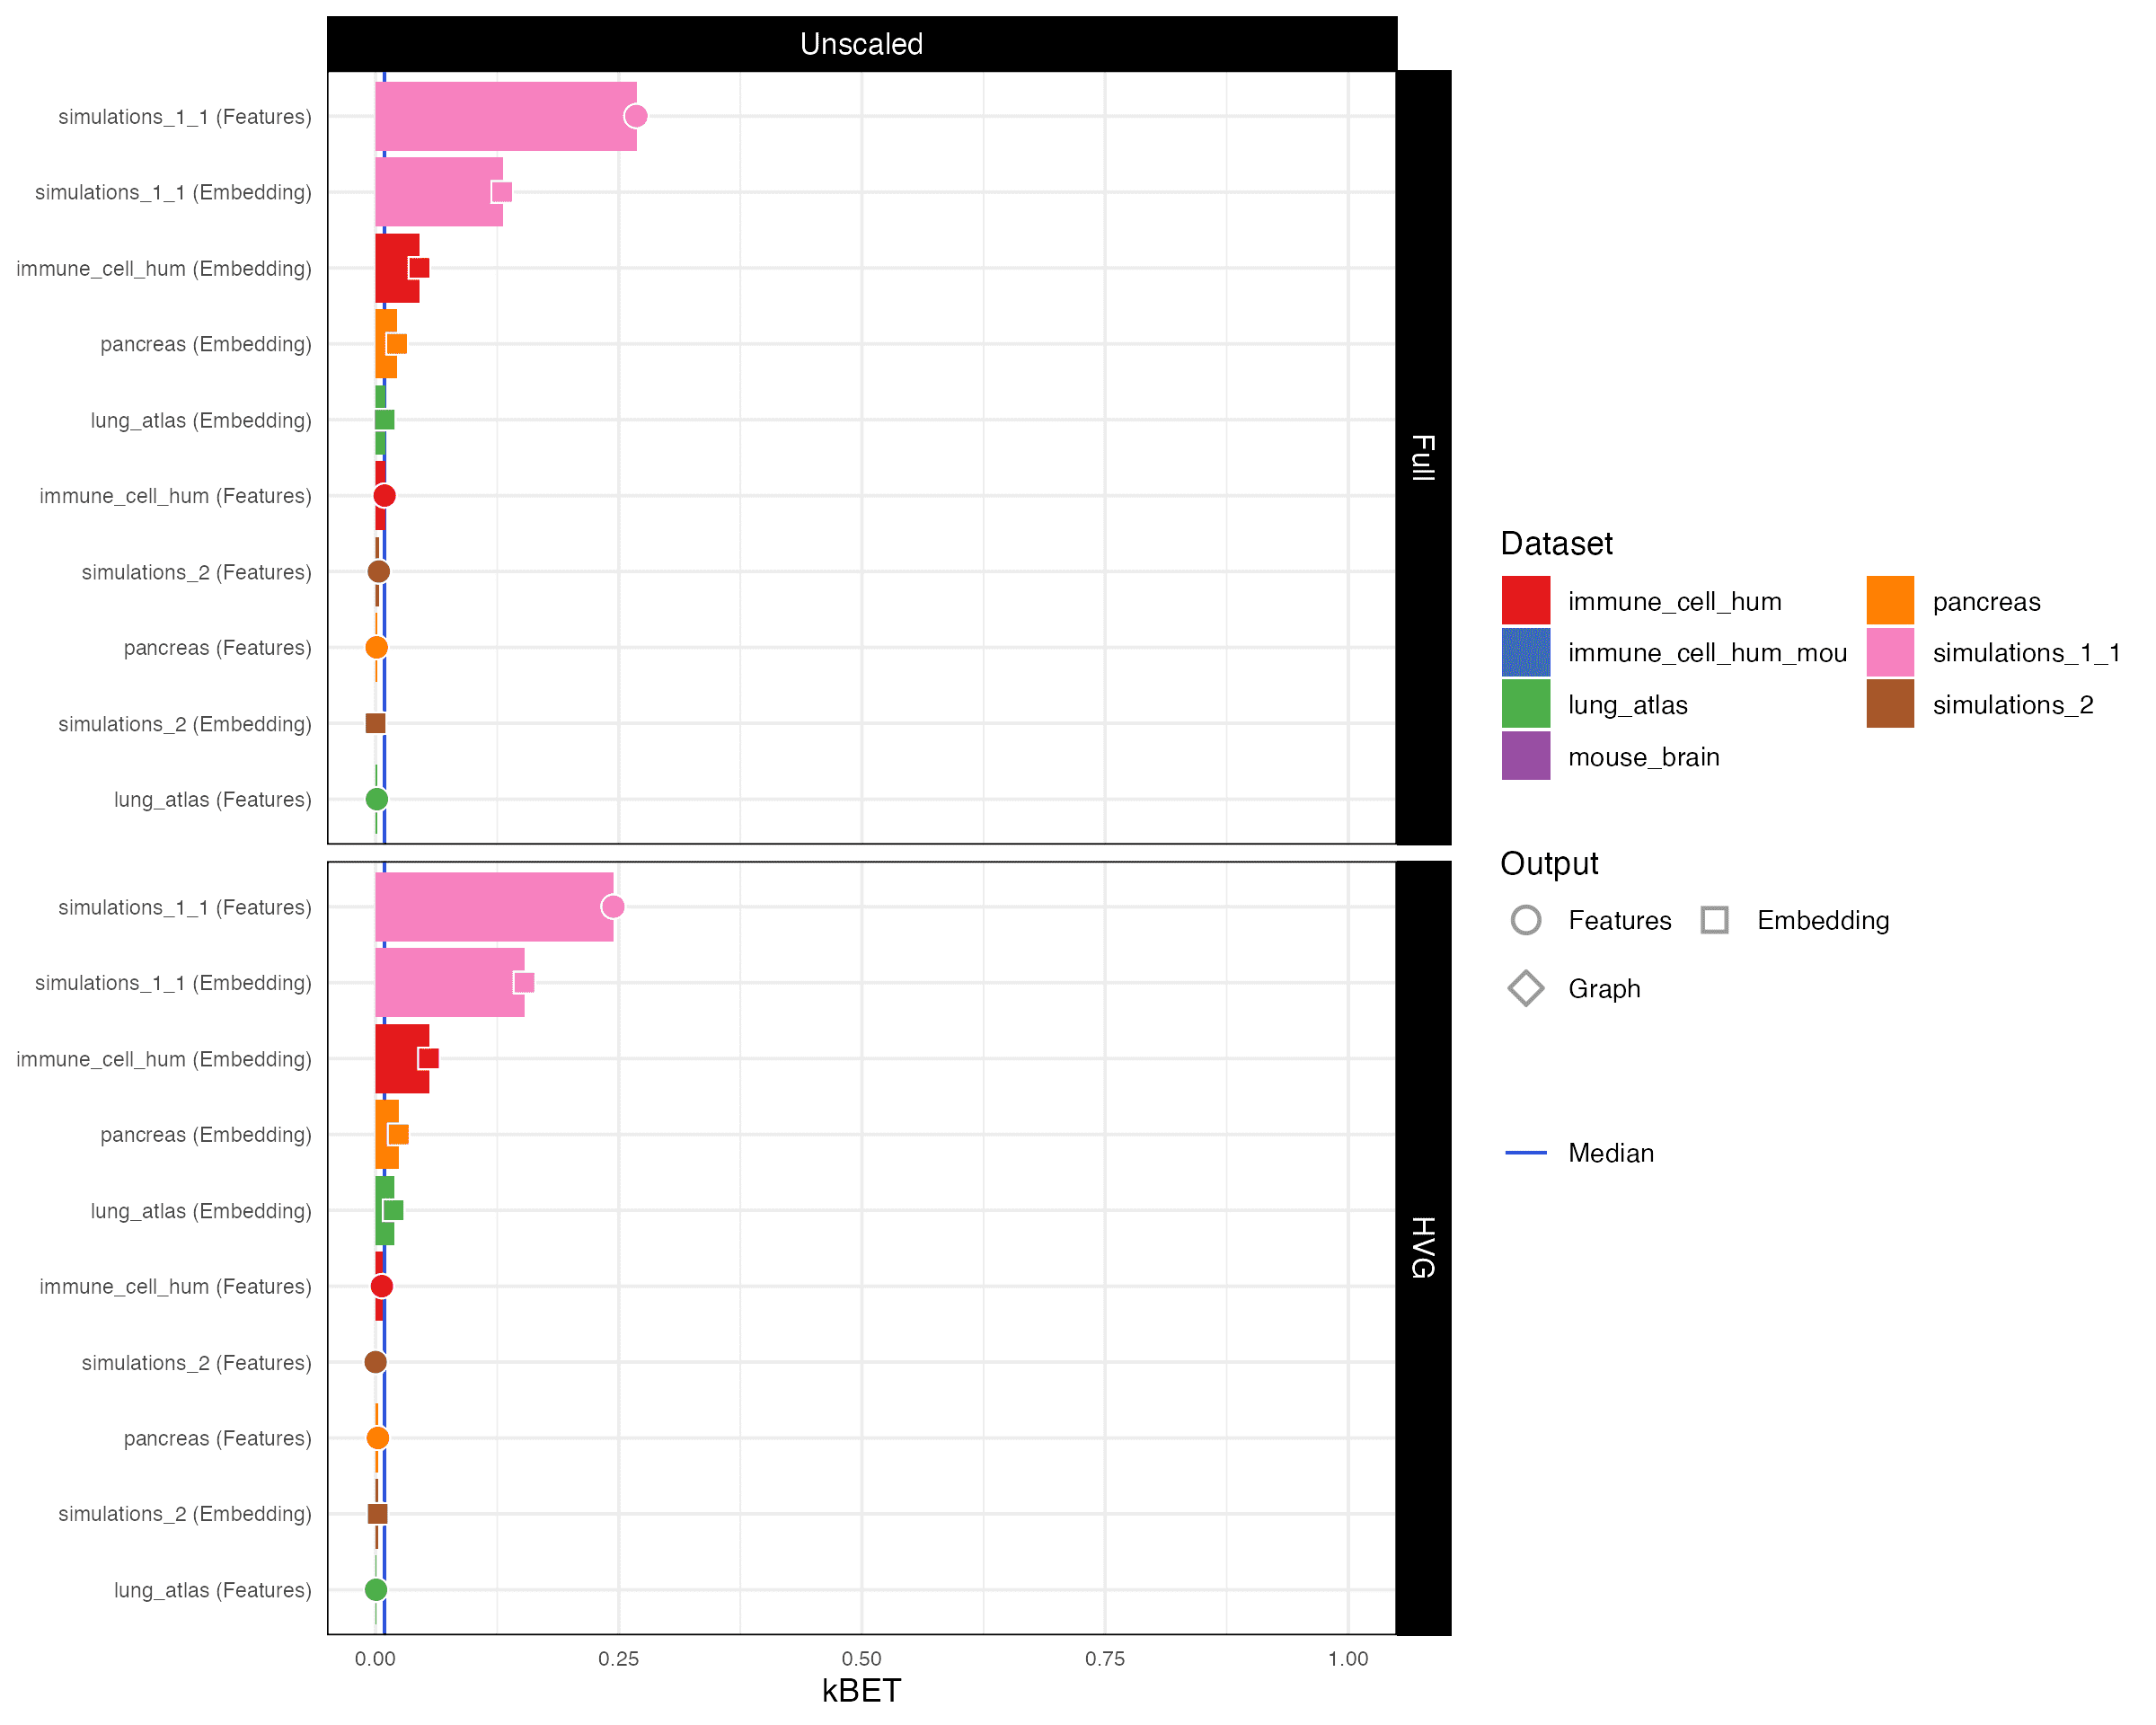 Unscaled
simulations_1_1 (Features)
simulations_1_1 (Embedding)
immune_cell_hum (Embedding)
pancreas (Embedding)
lung_atlas (Embedding)
immune_cell_hum (Features)
simulations_2 (Features)
pancreas (Features)
simulations_2 (Embedding)
lung_atlas (Features)
Full
simulations_1_1 (Features)
simulations_1_1 (Embedding)
immune_cell_hum (Embedding)
pancreas (Embedding)
lung_atlas (Embedding)
immune_cell_hum (Features)
simulations_2 (Features)
pancreas (Features)
simulations_2 (Embedding)
lung_atlas (Features)
HVG
0.00 0.25 0.50 0.75 1.00
kBET
Dataset
immune_cell_hum pancreas
immune_cell_hum_mou simulations_1_1
lung_atlas simulations_2
mouse_brain
Output
Features Embedding
Graph
Median